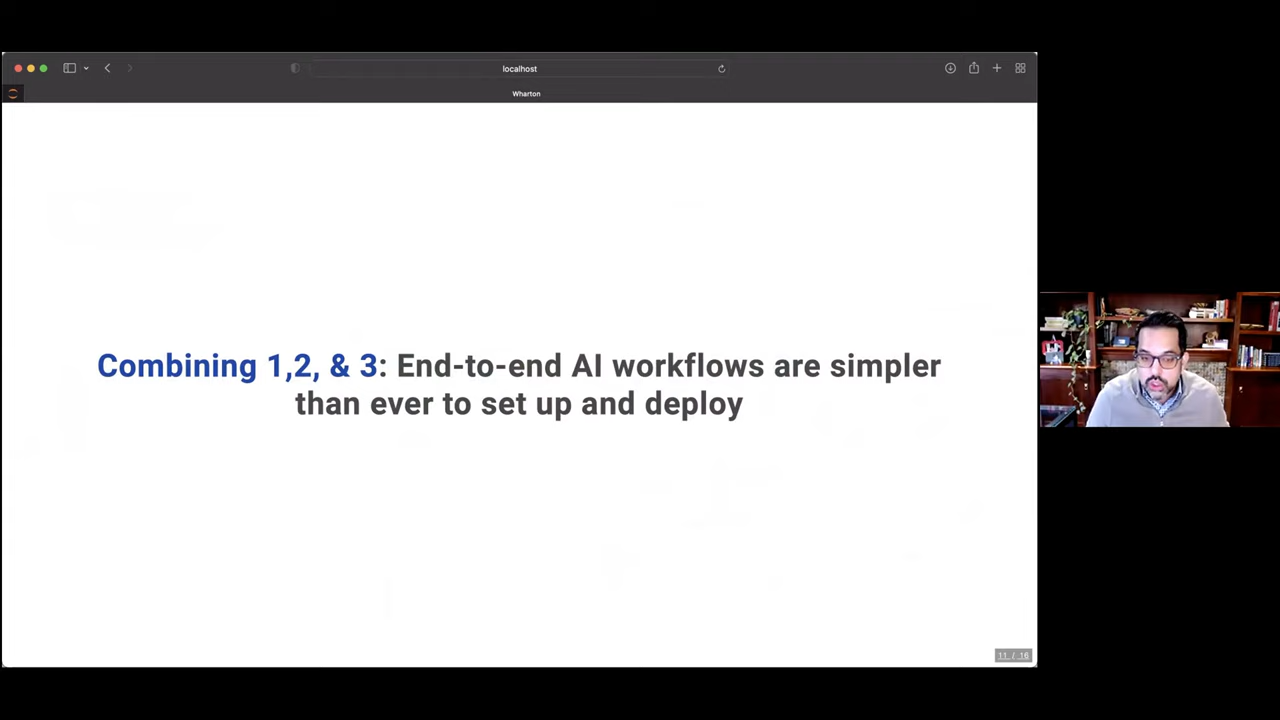 localhost
Wharton
Combining 1,2, & 3: End-to-end AI workflows are simpler
than ever to set up and deploy
11 / 16